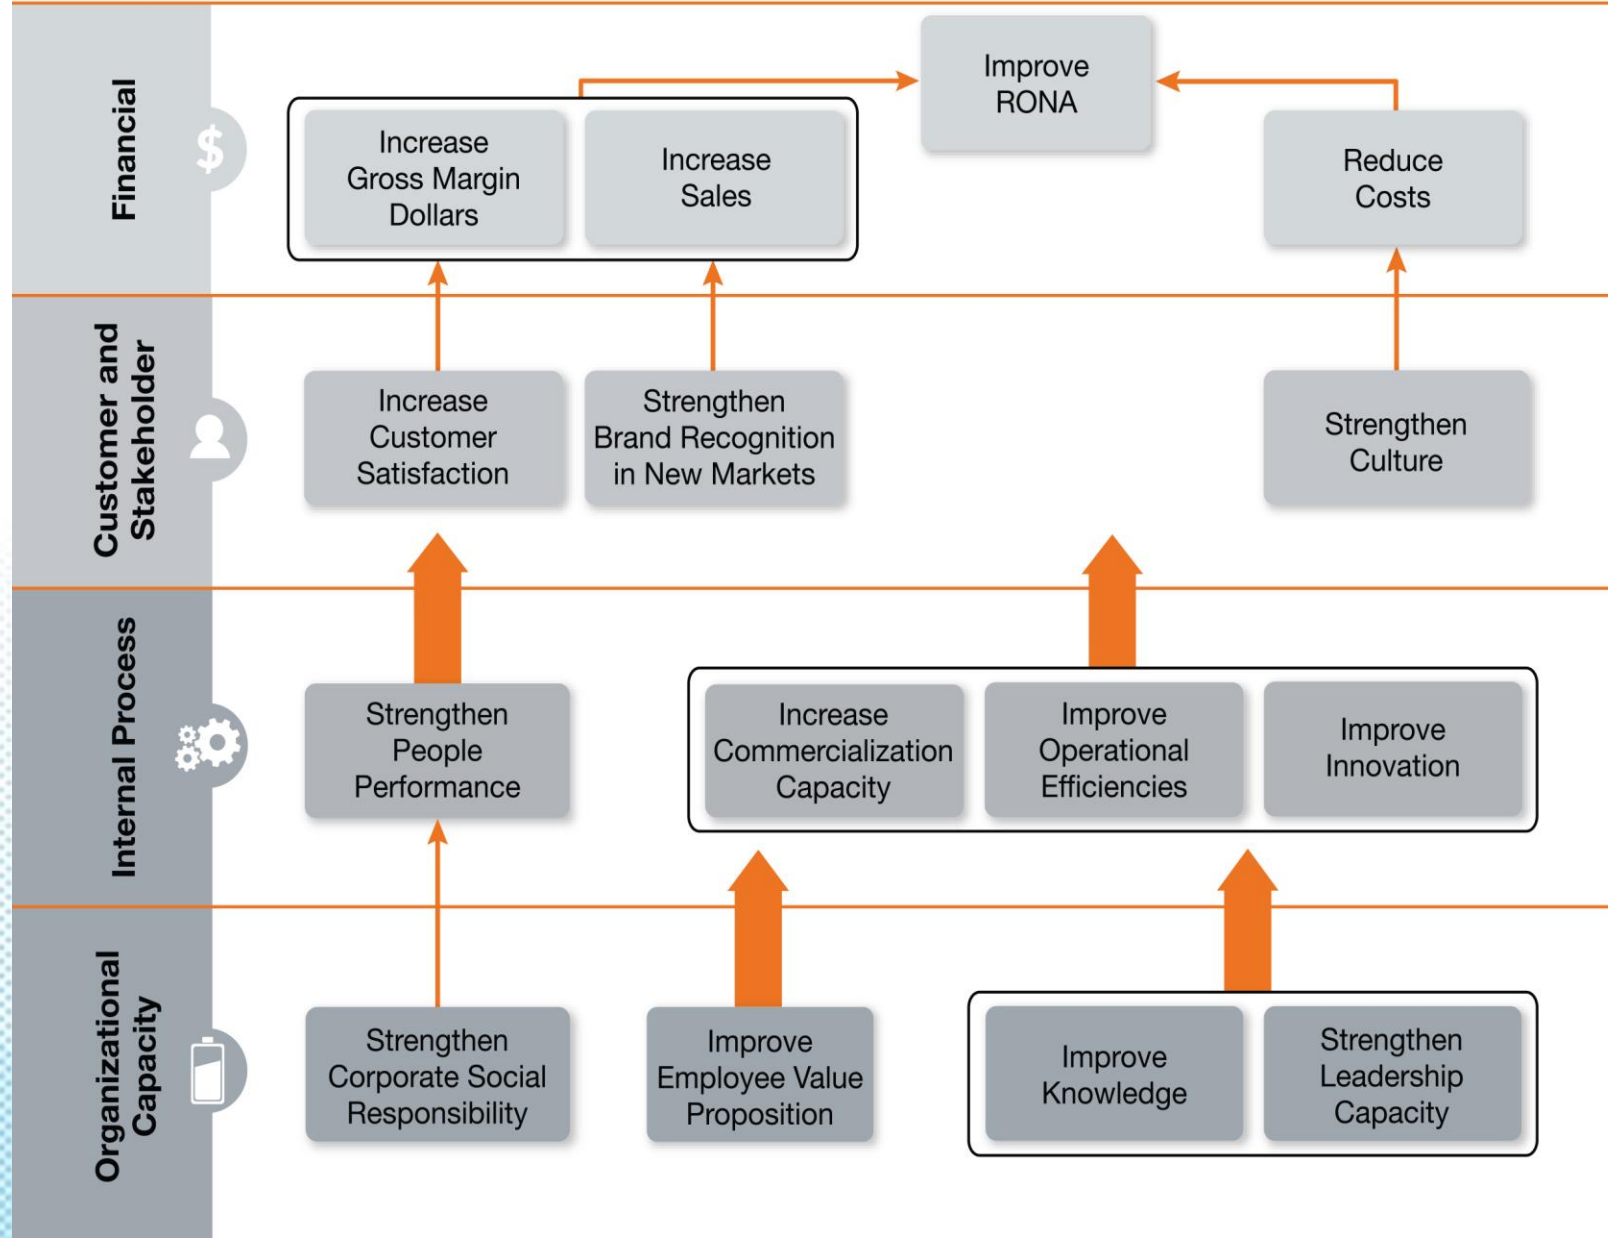 Financial
$
Improve
RONA
Increase
Gross Margin
Dollars
Increase
Sales
Reduce
Costs
Customer and
Stakeholder
Increase
Customer
Satisfaction
Strengthen
Brand Recognition
in New Markets
Strengthen
Culture
Internal Process
Strengthen
People
Performance
Increase
Commercialization
Capacity
Improve
Operational
Efficiencies
Improve
Innovation
Organizational
Capacity
Strengthen
Corporate Social
Responsibility
Improve
Employee Value
Proposition
Improve
Knowledge
Strengthen
Leadership
Capacity